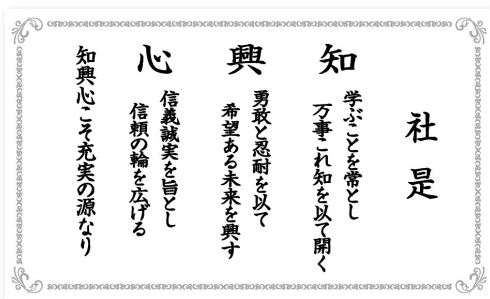 社是
知
学ぶことを常とし
万事これ知を以て開く
興
勇敢と忍耐を以て
希望ある未来を興す
心
信義誠実を旨とし
信頼の輪を広げる
知興心こそ充実の源なり